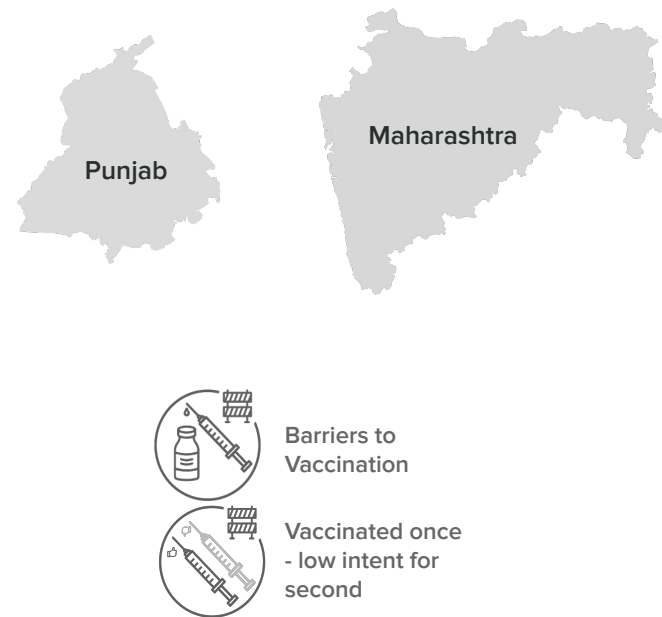 Punjab
Maharashtra
Barriers to
Vaccination
Vaccinated once
- low intent for
second